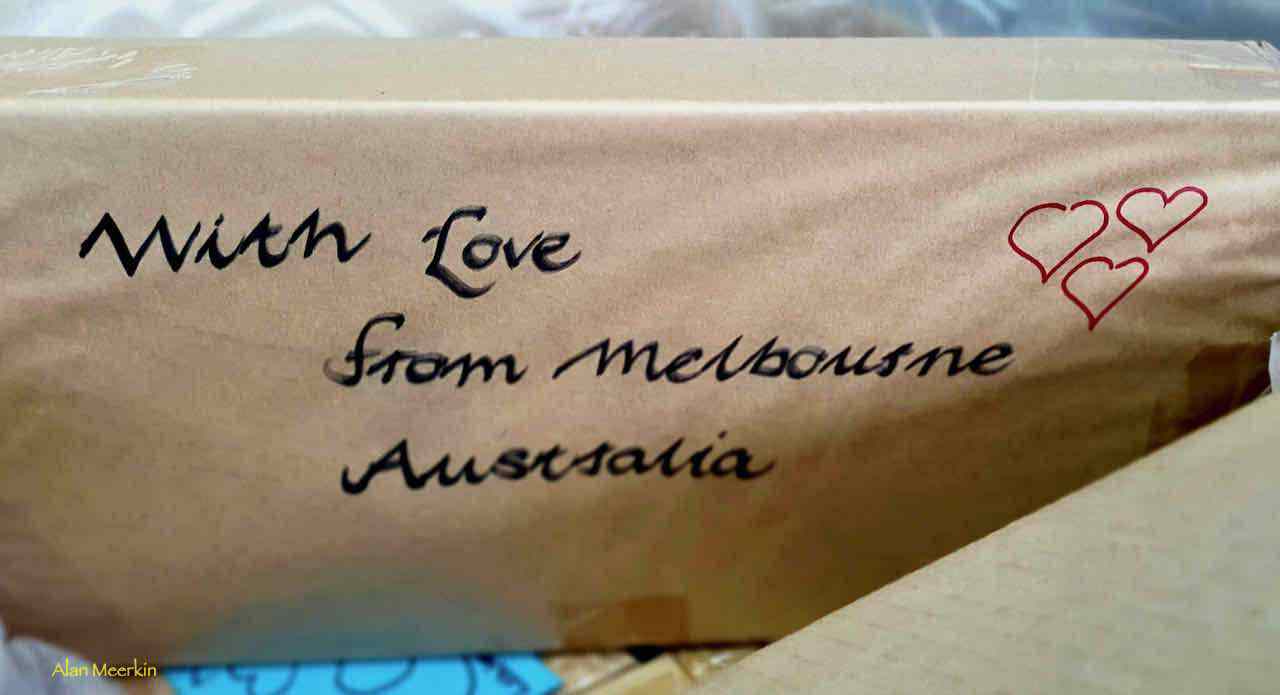 With Love
from Melbourne
Australia
Alan Meerkin